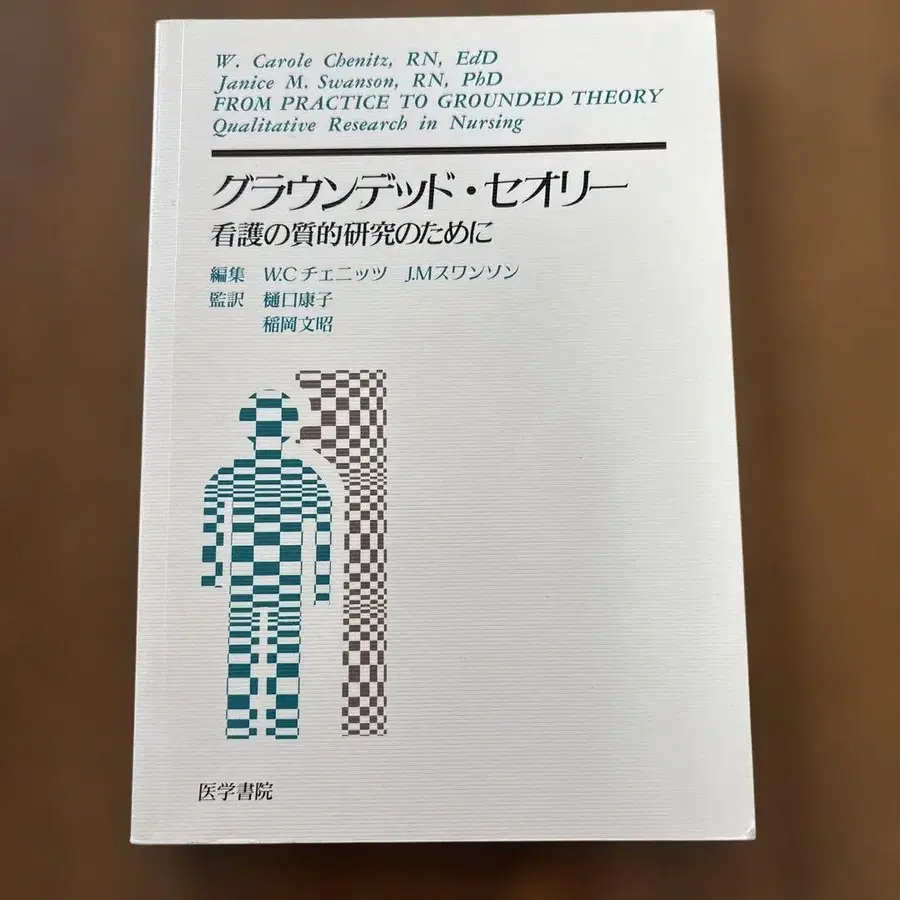 W. Carole Chenitz, RN, EdD
Janice M. Swanson, RN, PhD
FROM PRACTICE TO GROUNDED THEORY
Qualitative Research in Nursing
グラウンデッド・セオリー
看護の質的研究のために
編集 W.C チェニッツ J.M スワンソン
監訳 樋口康子
稲岡文昭
医学書院